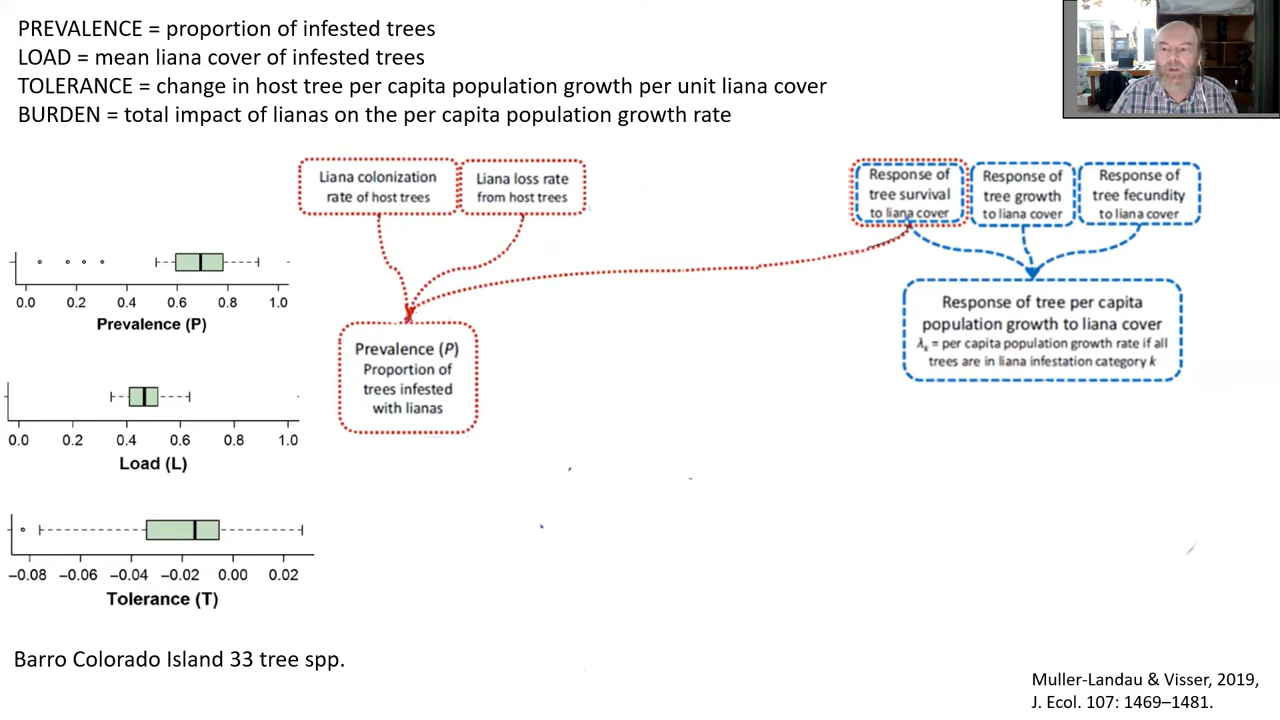 PREVALENCE = proportion of infested trees
LOAD = mean liana cover of infested trees
TOLERANCE = change in host tree per capita population growth per unit liana cover
BURDEN = total impact of lianas on the per capita population growth rate
Liana colonization
rate of host trees
Liana loss rate
from host trees
Response of
tree survival
to liana cover
Response of
tree growth
to liana cover
Response of
tree fecundity
to liana cover
0.0 0.2 0.4 0.6 0.8 1.0
Prevalence (P)
Prevalence (P)
Proportion of
trees infested
with lianas
Response of tree per capita
population growth to liana cover
λk = per capita population growth rate if all
trees are in liana infestation category k
0.0 0.2 0.4 0.6 0.8 1.0
Load (L)
−0.08 −0.06 −0.04 −0.02 0.00 0.02
Tolerance (T)
Barro Colorado Island 33 tree spp.
Muller-Landau & Visser, 2019,
J. Ecol. 107: 1469–1481.